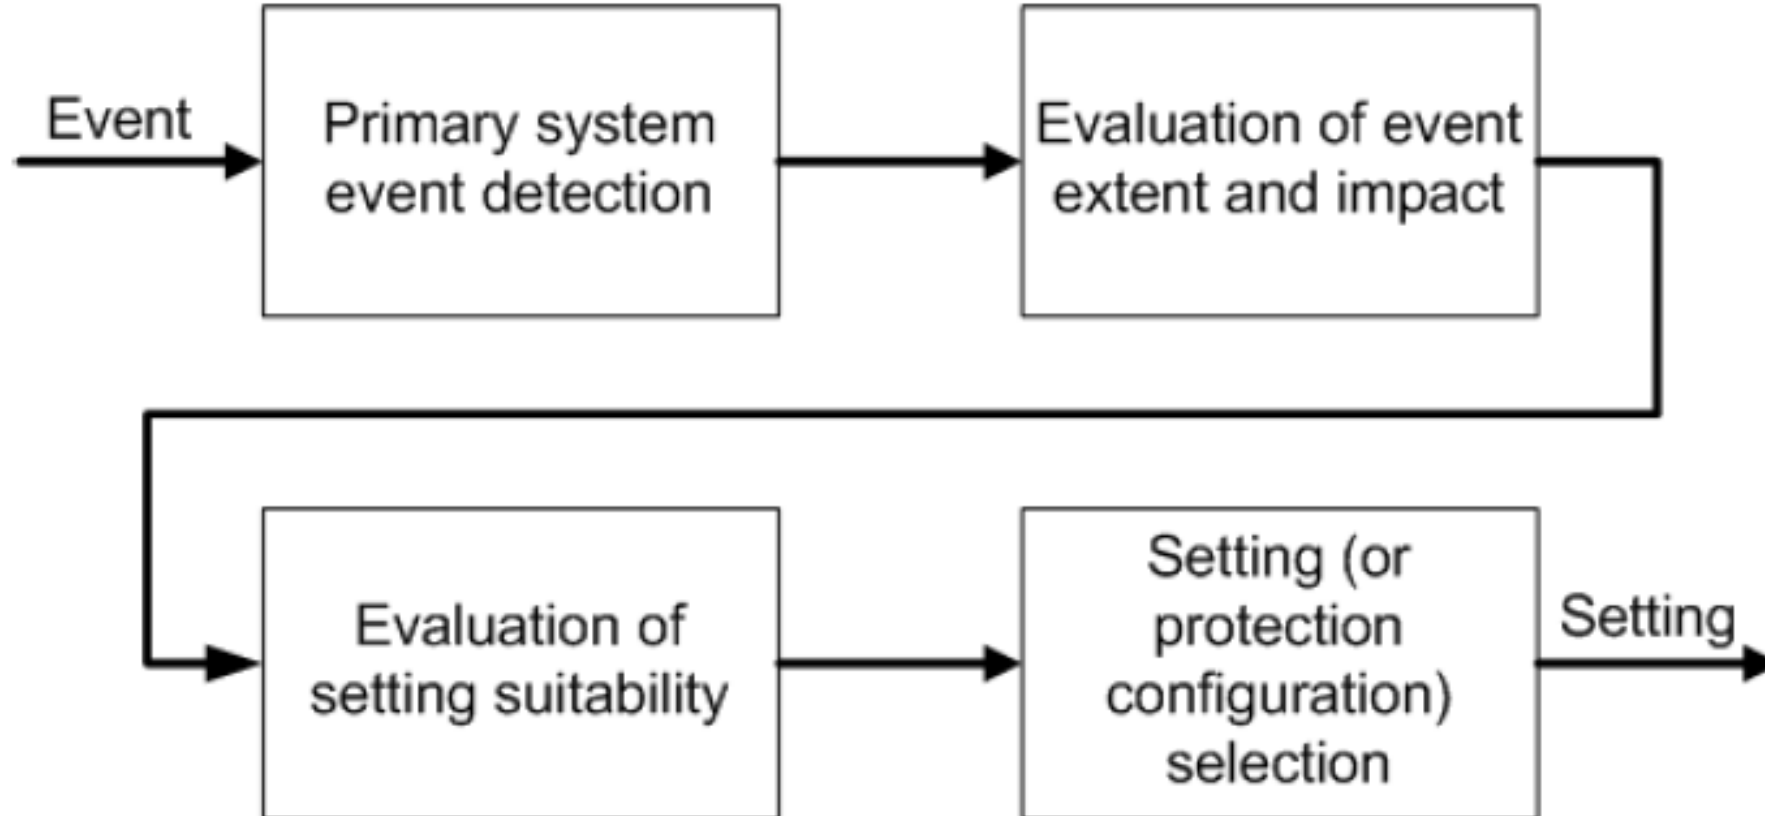 Event
Primary system
event detection
Evaluation of event
extent and impact
Evaluation of
setting suitability
Setting (or
protection
configuration)
selection
Setting